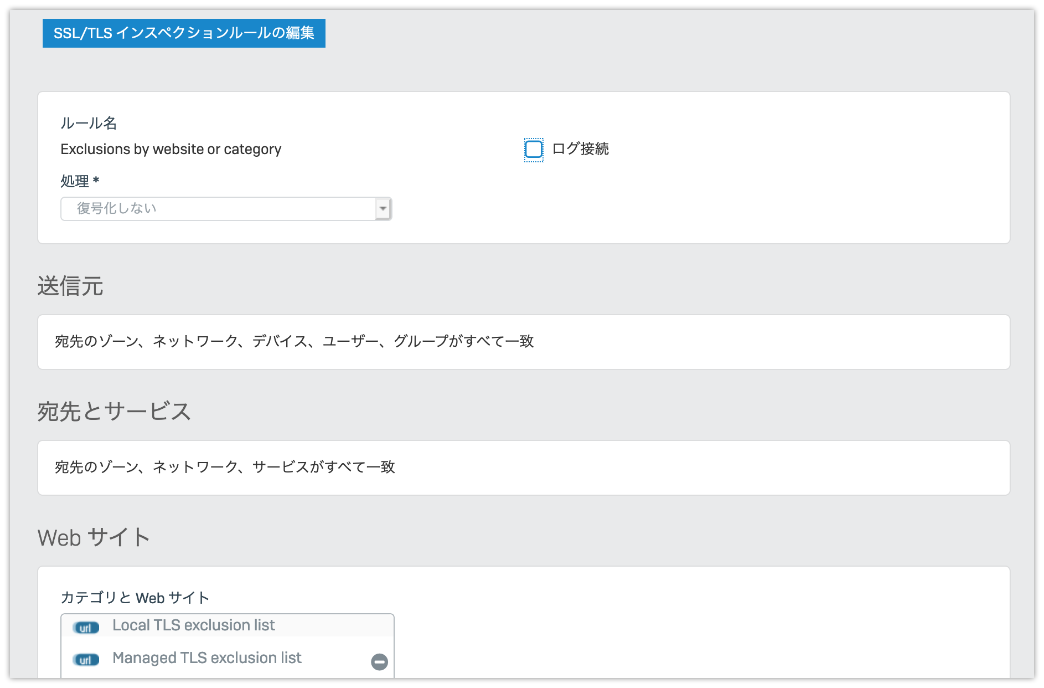 SSL/TLS インスペクションルールの編集
ルール名
Exclusions by website or category
ログ接続
処理 *
復号化しない
送信元
宛先のゾーン、ネットワーク、デバイス、ユーザー、グループがすべて一致
宛先とサービス
宛先のゾーン、ネットワーク、サービスがすべて一致
Web サイト
カテゴリと Web サイト
url Local TLS exclusion list
url Managed TLS exclusion list